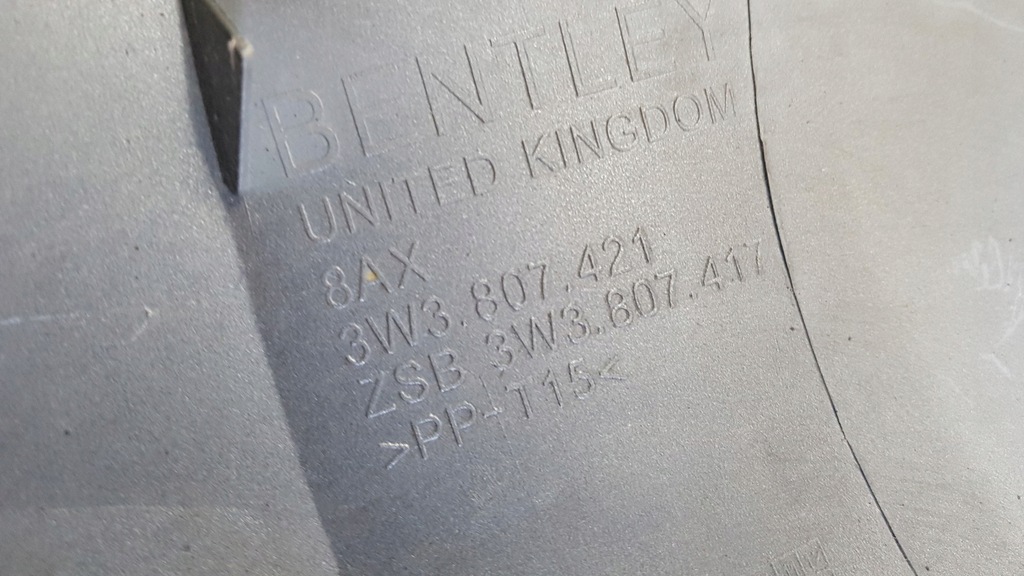 BENTLEY
UNITED KINGDOM
8AX
3W3.807.421
ZSB 3W3.807.417
>PP-T15<